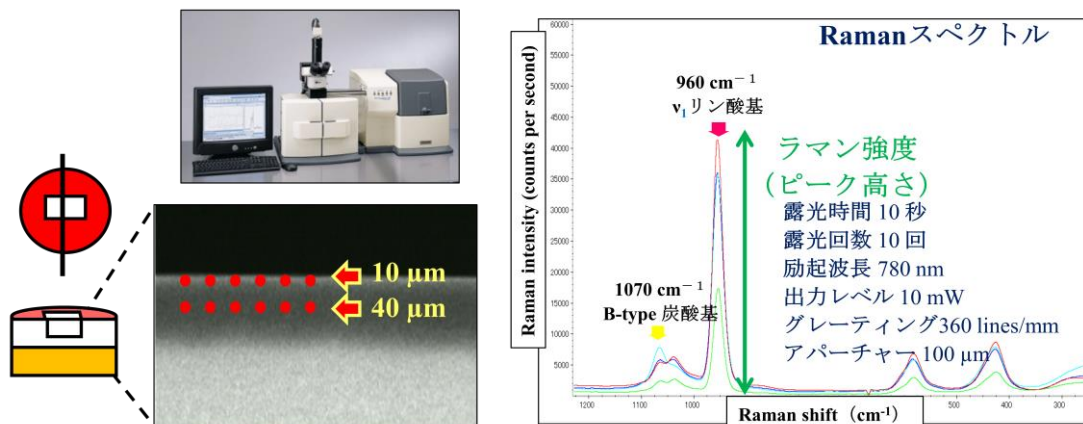 10 µm
40 µm
Ramanスペクトル
Raman intensity (counts per second)
60000
55000
50000
45000
40000
35000
30000
25000
20000
15000
10000
5000
960 cm⁻¹
ν₁ リン酸基
ラマン強度
(ピーク高さ)
露光時間 10 秒
露光回数 10 回
励起波長 780 nm
出力レベル 10 mW
グレーティング360 lines/mm
アパーチャー 100 µm
1070 cm⁻¹
B-type 炭酸基
1200
1100
1000
500
400
300
Raman shift（cm⁻¹）